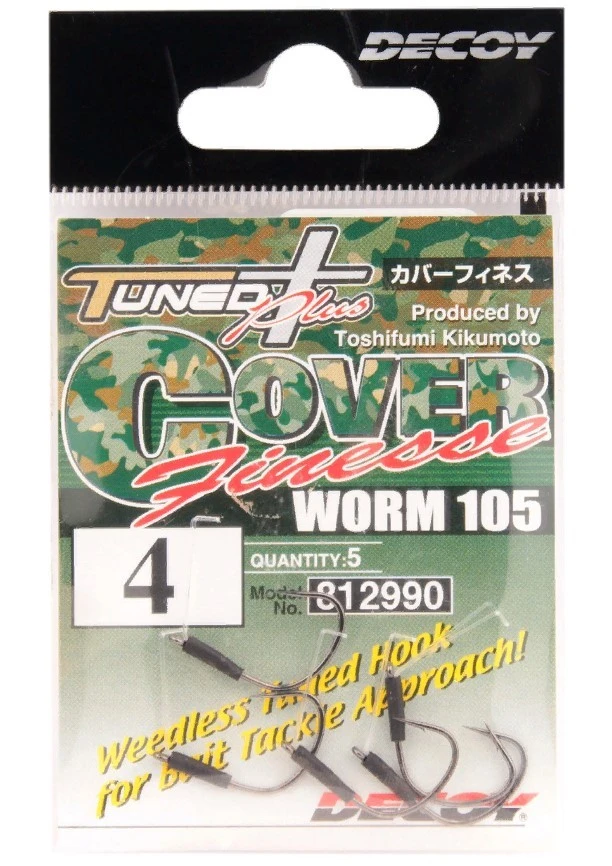 DECOY
TUNED Plus
カバーフィネス
Produced by
Toshifumi Kikumoto
COVER
Finesse
WORM 105
4
QUANTITY:5
Model No. 812990
Weedless Tuned Hook
for Bait Tackle Approach!
DECOY®